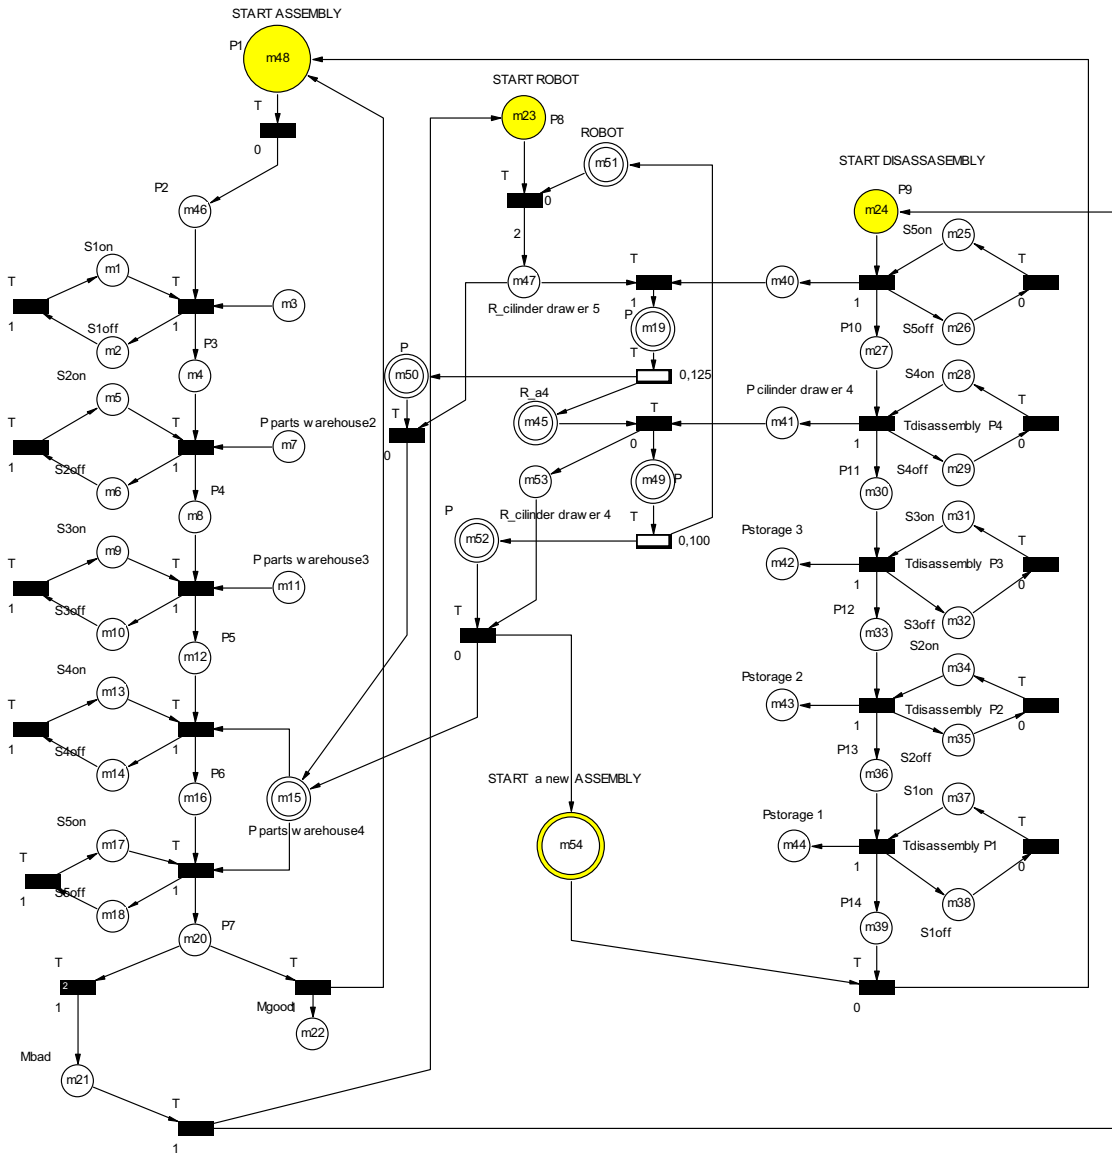 START ASSEMBLY
P1
m48
T
0
START ROBOT
m23
P8
ROBOT
m51
T
0
2
START DISASSASEMBLY
P9
m24
P2
m46
S1on
m1
T
T
1
1
S1off
m2
m3
P3
m4
m47
R_cilinder drawer 5
T
1
P
m19
T
0,125
m40
S5on
m25
T
1
0
P10
S5off
m26
m27
S2on
m5
T
T
P parts warehouse2
m7
1
1
S2off
m6
P4
m8
P
m50
T
0
R_a4
m45
T
0
P cilinder drawer 4
m41
S4on
m28
T
Tdisassembly P4
1
0
P11
S4off
m29
m30
m53
m49
P
R_cilinder drawer 4
T
0,100
P
m52
T
0
S3on
m9
T
T
P parts warehouse3
m11
1
1
S3off
m10
P5
m12
Pstorage 3
m42
S3on
m31
T
Tdisassembly P3
1
0
P12
S3off
m32
m33
S4on
m13
T
T
1
1
S4off
m14
P6
m16
m15
P parts warehouse4
Pstorage 2
m43
S2on
m34
T
Tdisassembly P2
1
0
P13
S2off
m35
m36
START a new ASSEMBLY
m54
S5on
m17
T
T
1
1
S5off
m18
P7
m20
Pstorage 1
m44
S1on
m37
T
Tdisassembly P1
1
0
P14
S1off
m38
m39
T
0
T
2
1
T
Mgood
1
m22
Mbad
m21
T
1